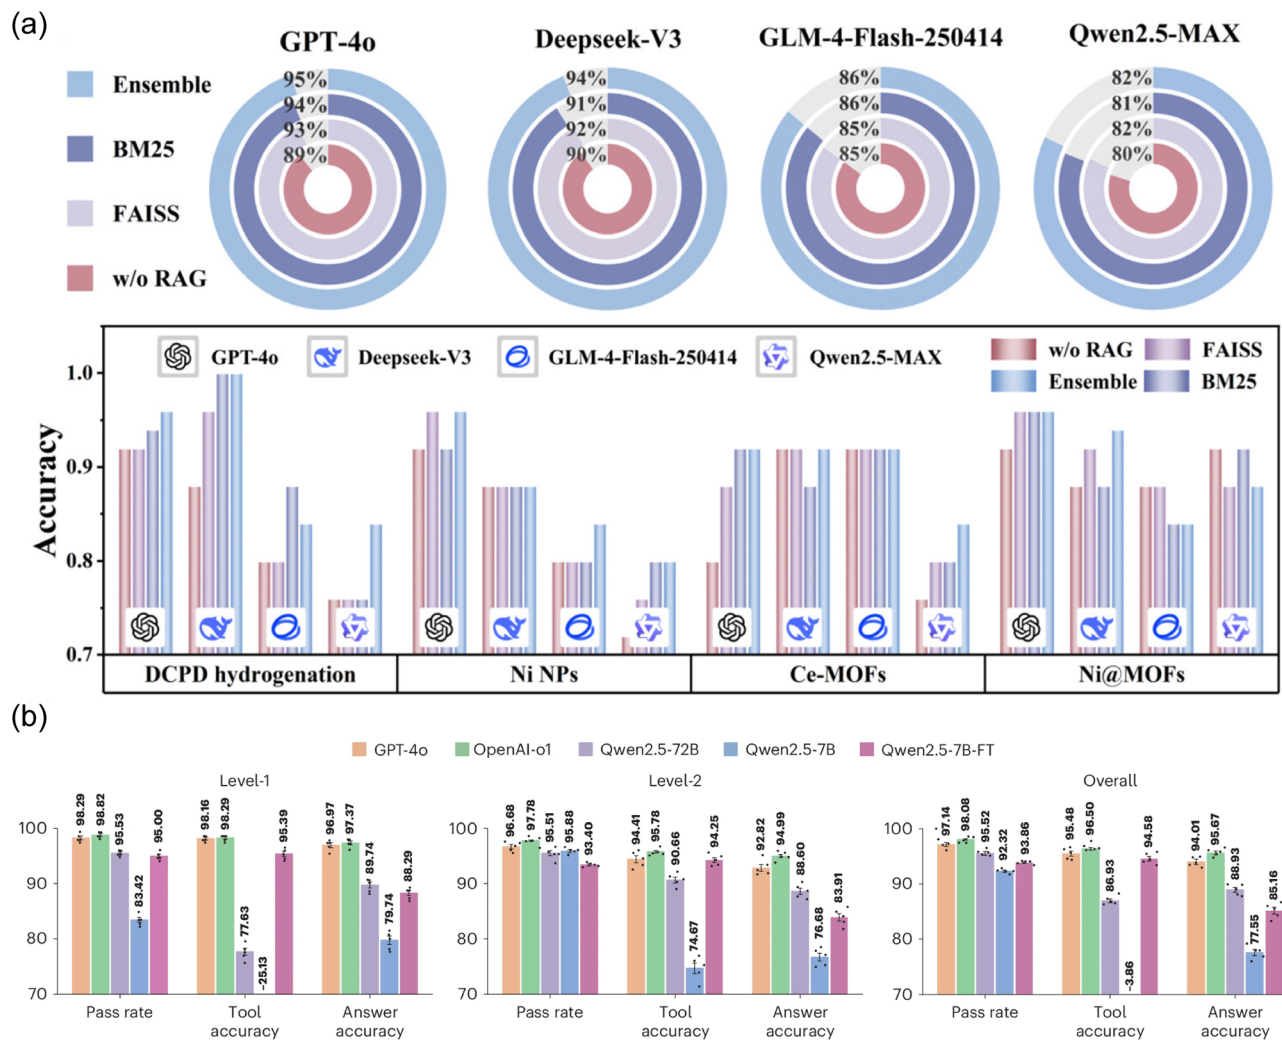 (a)
GPT-4o
Deepseek-V3
GLM-4-Flash-250414
Qwen2.5-MAX
Ensemble
BM25
FAISS
w/o RAG
95%
94%
93%
89%
94%
91%
92%
90%
86%
86%
85%
85%
82%
81%
82%
80%
GPT-4o
Deepseek-V3
GLM-4-Flash-250414
Qwen2.5-MAX
w/o RAG
FAISS
Ensemble
BM25
Accuracy
1.0
0.9
0.8
0.7
DCPD hydrogenation
Ni NPs
Ce-MOFs
Ni@MOFs
(b)
GPT-4o
OpenAI-o1
Qwen2.5-72B
Qwen2.5-7B
Qwen2.5-7B-FT
Level-1
100
90
80
70
98.29
98.82
95.53
83.42
95.00
98.16
98.29
77.63
–25.13
95.39
96.97
97.37
89.74
79.74
88.29
Pass rate
Tool
accuracy
Answer
accuracy
Level-2
100
90
80
70
96.68
97.78
95.51
95.88
93.40
94.41
95.78
90.66
74.67
94.25
92.82
94.99
88.60
76.68
83.91
Pass rate
Tool
accuracy
Answer
accuracy
Overall
100
90
80
70
97.14
98.08
95.52
92.32
93.86
95.48
96.50
86.93
–3.86
94.58
94.01
95.67
88.93
77.55
85.16
Pass rate
Tool
accuracy
Answer
accuracy